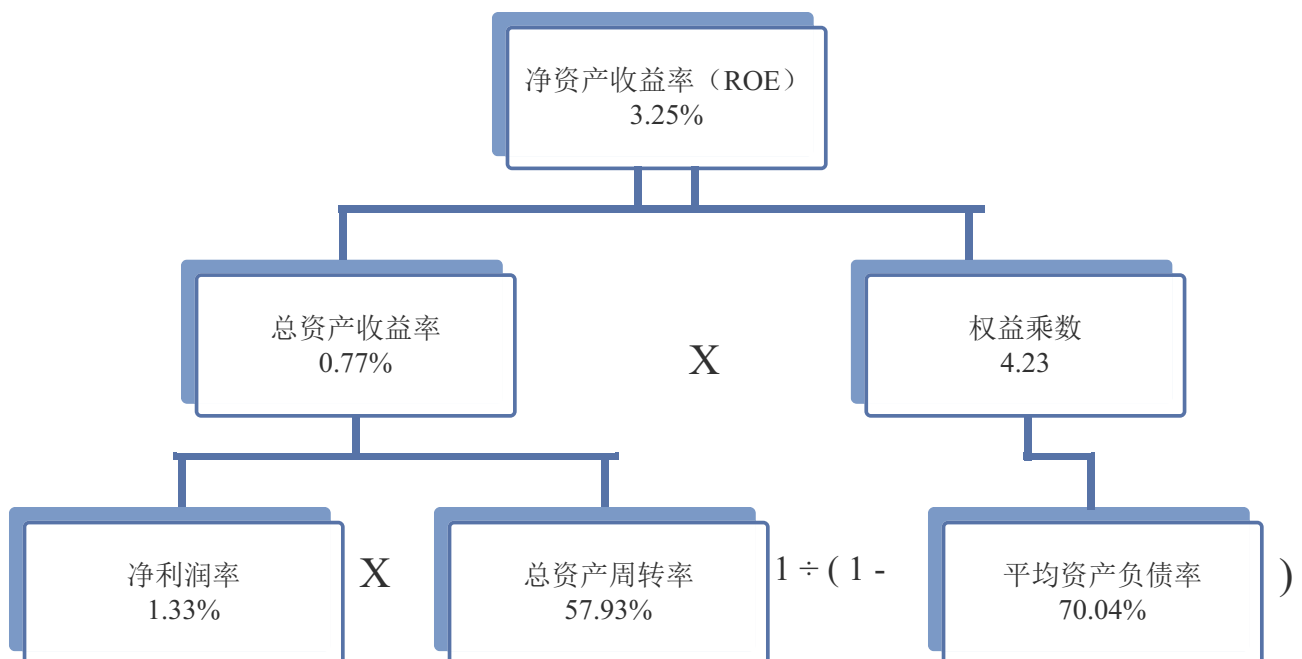 净资产收益率（ROE）
3.25%
总资产收益率
0.77%
X
权益乘数
4.23
净利润率
1.33%
X
总资产周转率
57.93%
1 ÷ ( 1 -
平均资产负债率
70.04%
)